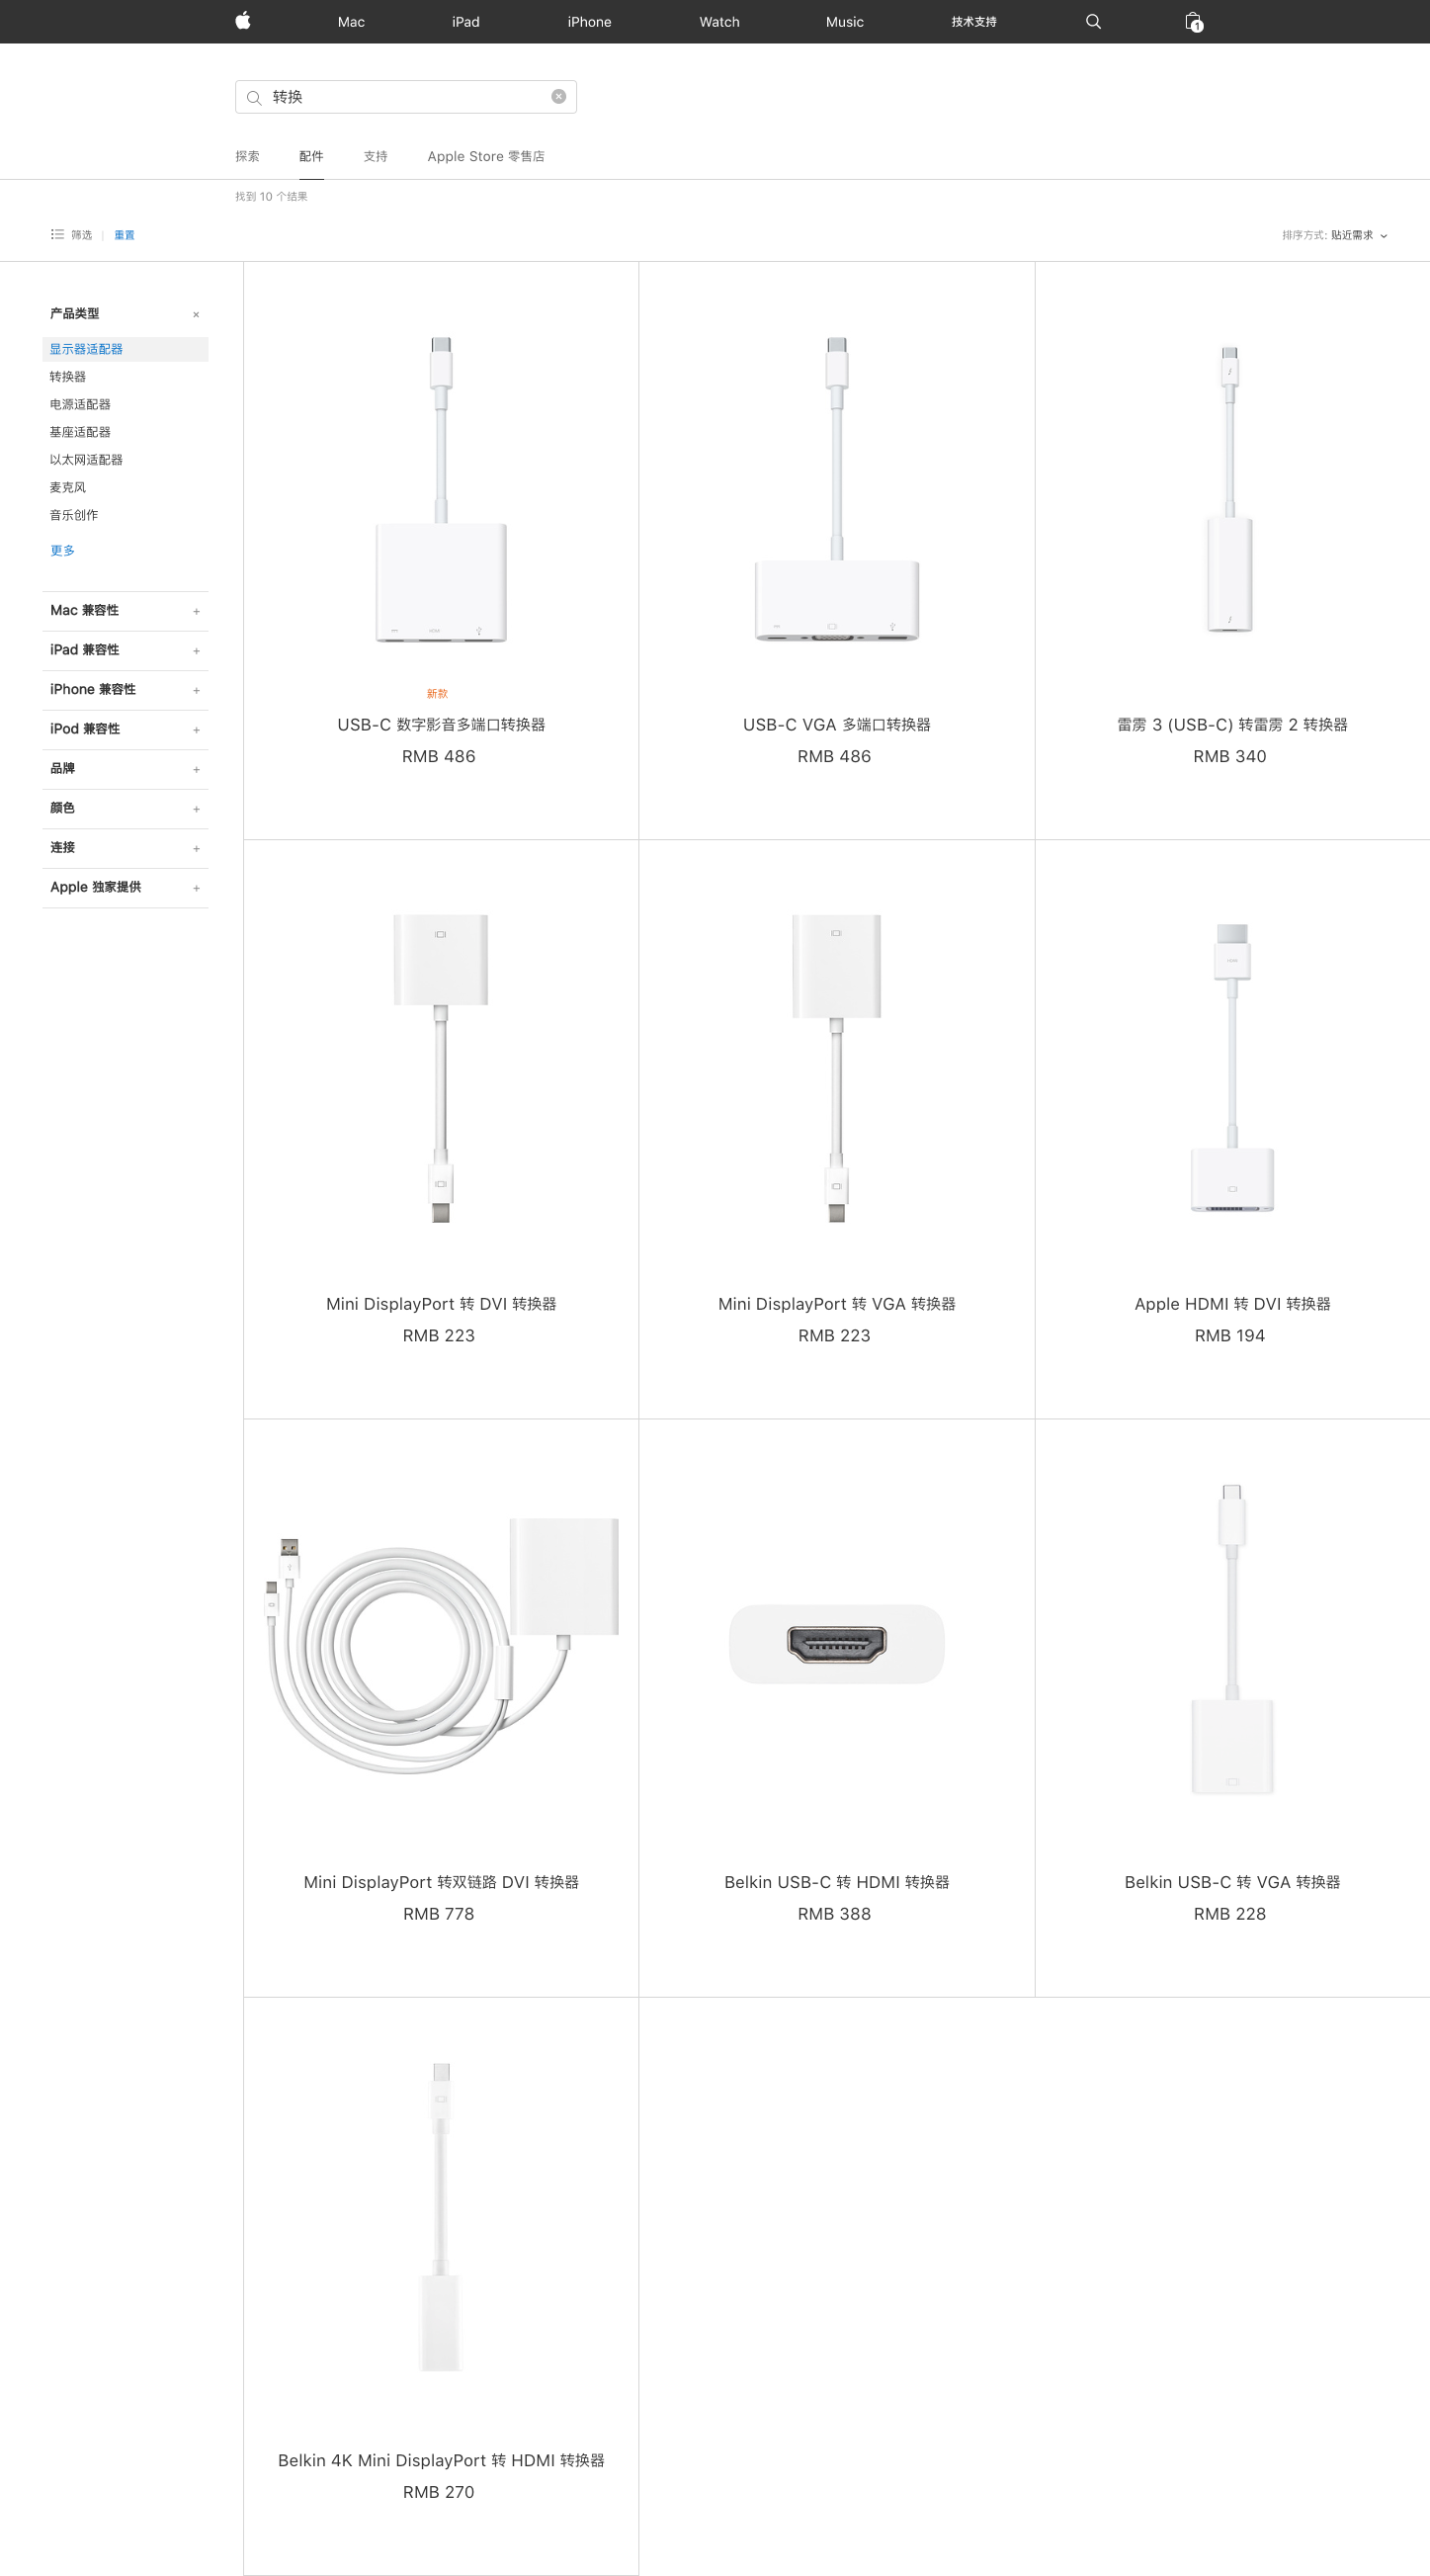 Mac iPad iPhone Watch Music 技术支持 1
转换
探索 配件 支持 Apple Store 零售店
找到 10 个结果
筛选 | 重置 排序方式: 贴近需求
产品类型
显示器适配器
转换器
电源适配器
基座适配器
以太网适配器
麦克风
音乐创作
更多
Mac 兼容性 +
iPad 兼容性 +
iPhone 兼容性 +
iPod 兼容性 +
品牌 +
颜色 +
连接 +
Apple 独家提供 +
HDMI
新款
USB-C 数字影音多端口转换器
RMB 486
USB-C VGA 多端口转换器
RMB 486
雷雳 3 (USB-C) 转雷雳 2 转换器
RMB 340
Mini DisplayPort 转 DVI 转换器
RMB 223
Mini DisplayPort 转 VGA 转换器
RMB 223
HDMI
Apple HDMI 转 DVI 转换器
RMB 194
Mini DisplayPort 转双链路 DVI 转换器
RMB 778
Belkin USB-C 转 HDMI 转换器
RMB 388
Belkin USB-C 转 VGA 转换器
RMB 228
Belkin 4K Mini DisplayPort 转 HDMI 转换器
RMB 270